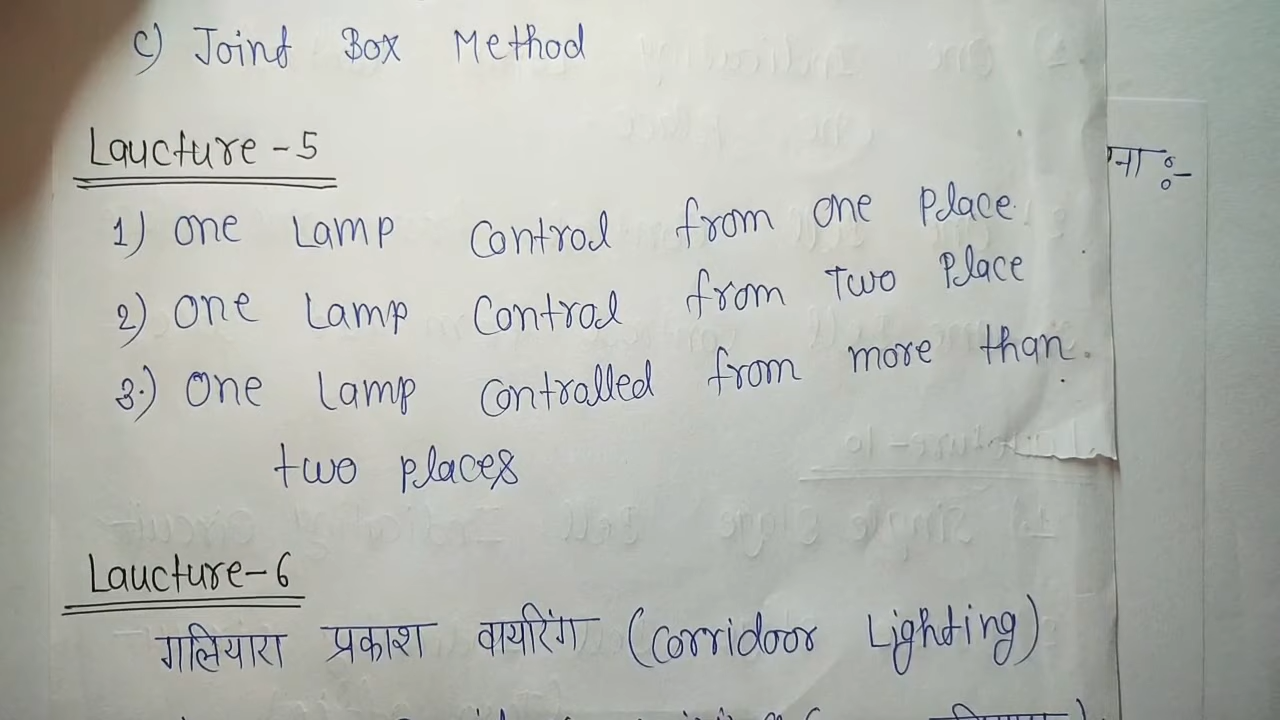 c) Joint Box Method
Laucture - 5
1) One Lamp Control from one Place.
2) One Lamp Control from Two Place
3.) One Lamp Controlled from more than
two places
Laucture-6
गलियारा प्रकाश वायरिंग (Corridoor Lighting)